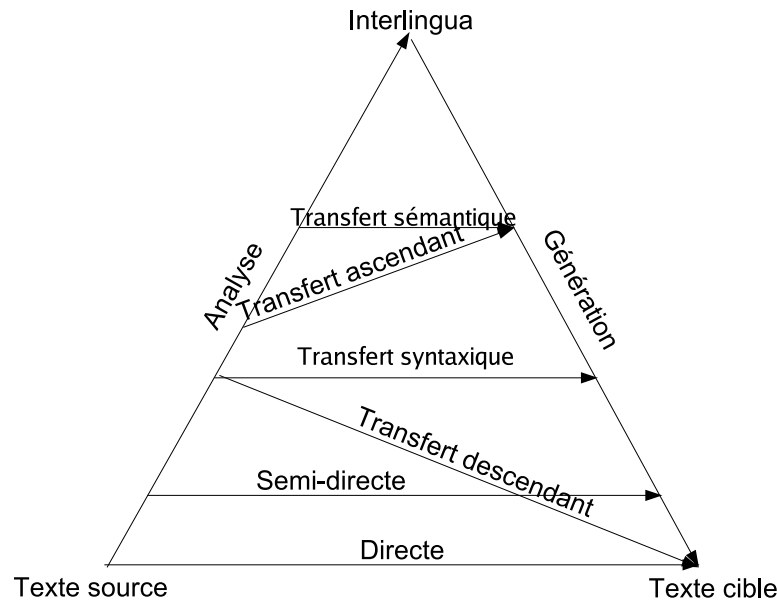 Interlingua
Transfert sémantique
Transfert ascendant
Analyse
Génération
Transfert syntaxique
Transfert descendant
Semi-directe
Directe
Texte source
Texte cible